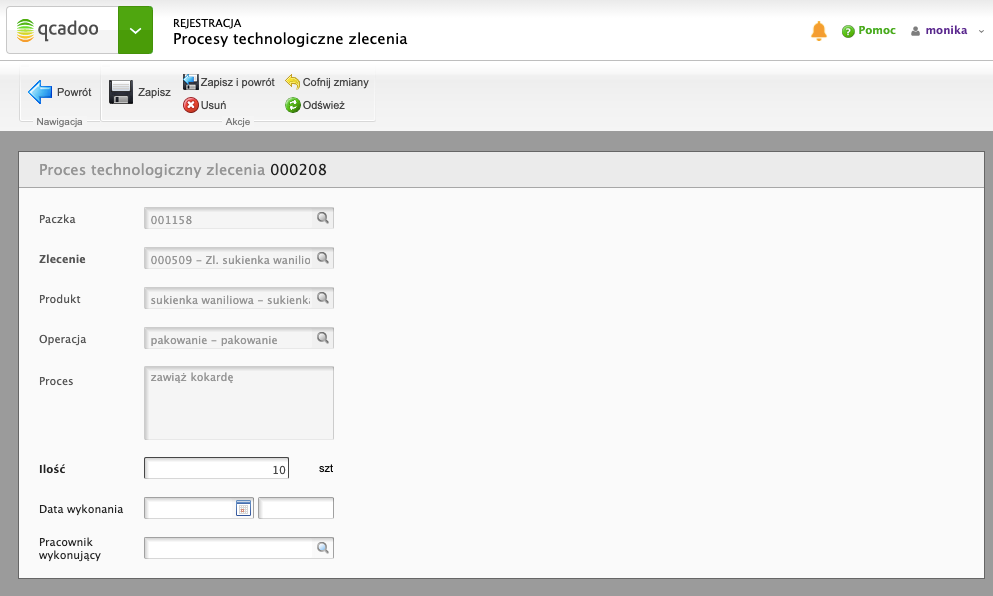 qcadoo
REJESTRACJA
Procesy technologiczne zlecenia
Pomoc
monika
Powrót
Zapisz
Zapisz i powrót
Cofnij zmiany
Usuń
Odśwież
Nawigacja
Akcje
Proces technologiczny zlecenia 000208
Paczka
001158
Zlecenie
000509 - Zl. sukienka wanilio
Produkt
sukienka waniliowa - sukienk
Operacja
pakowanie - pakowanie
Proces
zawiąż kokardę
Ilość
10
szt
Data wykonania
Pracownik
wykonujący